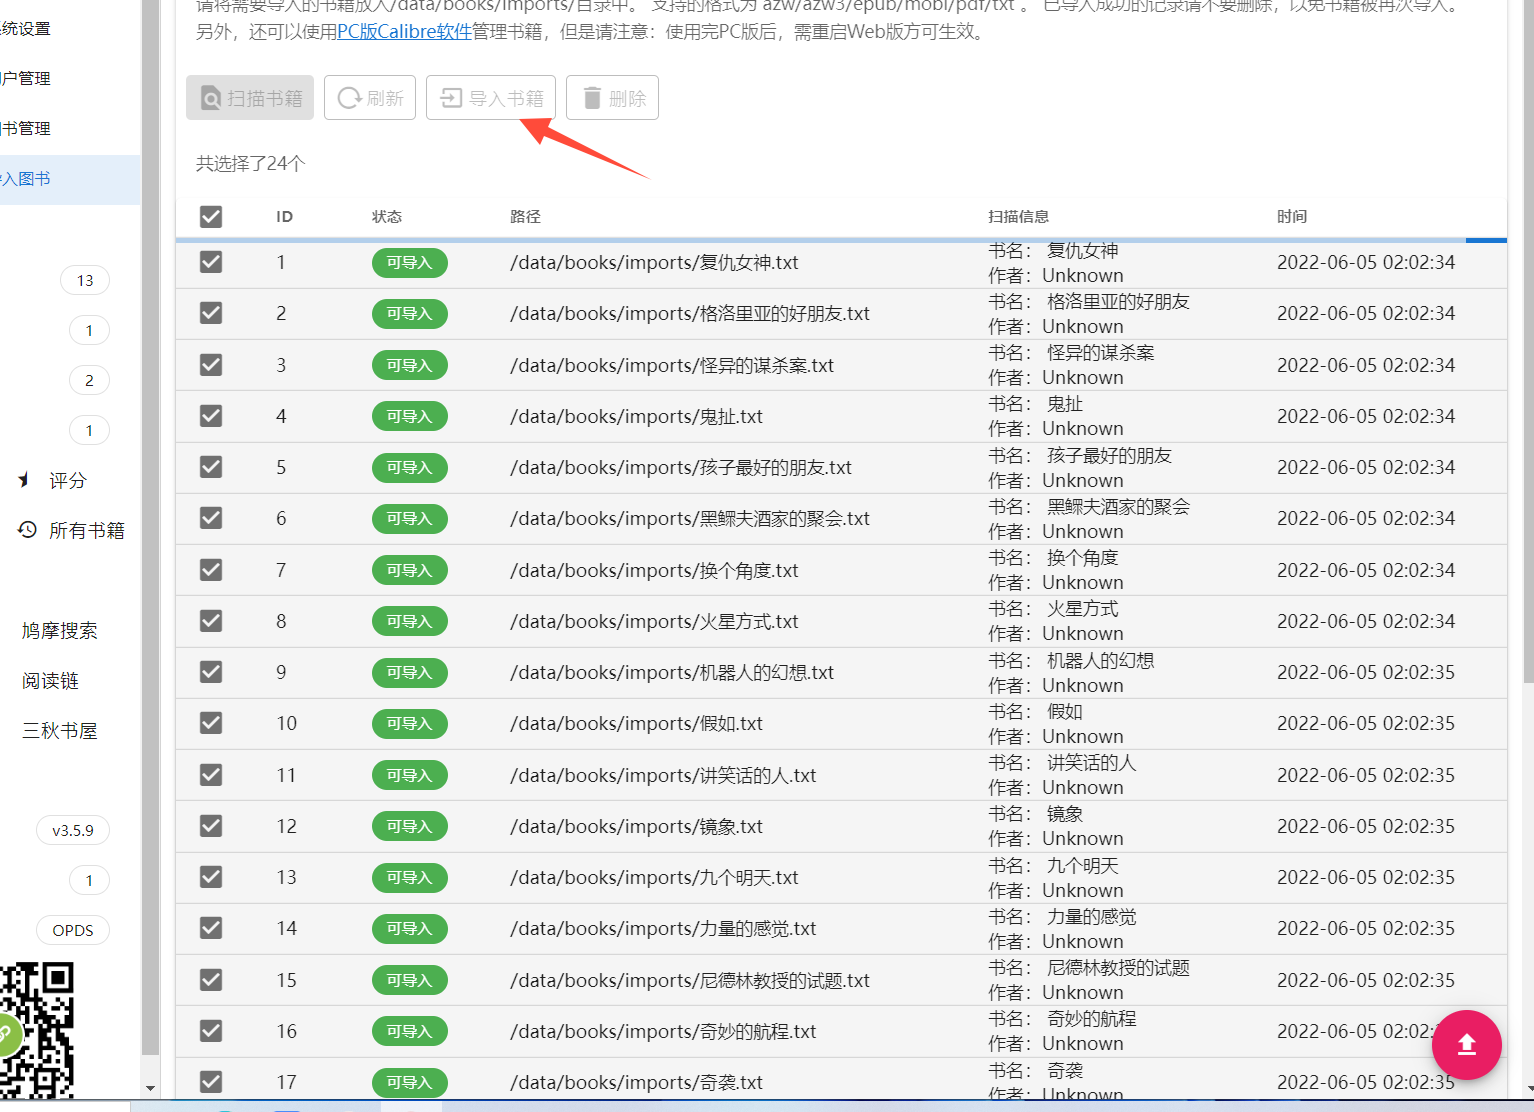 请将需要导入的书籍放入/data/books/imports/目录中。 支持的格式为 azw/azw3/epub/mobi/pdf/txt 。 已导入成功的记录请不要删除，以免书籍被再次导入。
另外，还可以使用PC版Calibre软件管理书籍，但是请注意：使用完PC版后，需重启Web版方可生效。
统设置
户管理
书管理
入图书
13
1
2
1
评分
所有书籍
鸠摩搜索
阅读链
三秋书屋
v3.5.9
1
OPDS
扫描书籍 刷新 导入书籍 删除
共选择了24个
ID 状态 路径 扫描信息 时间
1 可导入 /data/books/imports/复仇女神.txt 书名： 复仇女神 2022-06-05 02:02:34
作者：Unknown
2 可导入 /data/books/imports/格洛里亚的好朋友.txt 书名： 格洛里亚的好朋友 2022-06-05 02:02:34
作者：Unknown
3 可导入 /data/books/imports/怪异的谋杀案.txt 书名： 怪异的谋杀案 2022-06-05 02:02:34
作者：Unknown
4 可导入 /data/books/imports/鬼扯.txt 书名： 鬼扯 2022-06-05 02:02:34
作者：Unknown
5 可导入 /data/books/imports/孩子最好的朋友.txt 书名： 孩子最好的朋友 2022-06-05 02:02:34
作者：Unknown
6 可导入 /data/books/imports/黑鳏夫酒家的聚会.txt 书名： 黑鳏夫酒家的聚会 2022-06-05 02:02:34
作者：Unknown
7 可导入 /data/books/imports/换个角度.txt 书名： 换个角度 2022-06-05 02:02:34
作者：Unknown
8 可导入 /data/books/imports/火星方式.txt 书名： 火星方式 2022-06-05 02:02:34
作者：Unknown
9 可导入 /data/books/imports/机器人的幻想.txt 书名： 机器人的幻想 2022-06-05 02:02:35
作者：Unknown
10 可导入 /data/books/imports/假如.txt 书名： 假如 2022-06-05 02:02:35
作者：Unknown
11 可导入 /data/books/imports/讲笑话的人.txt 书名： 讲笑话的人 2022-06-05 02:02:35
作者：Unknown
12 可导入 /data/books/imports/镜象.txt 书名： 镜象 2022-06-05 02:02:35
作者：Unknown
13 可导入 /data/books/imports/九个明天.txt 书名： 九个明天 2022-06-05 02:02:35
作者：Unknown
14 可导入 /data/books/imports/力量的感觉.txt 书名： 力量的感觉 2022-06-05 02:02:35
作者：Unknown
15 可导入 /data/books/imports/尼德林教授的试题.txt 书名： 尼德林教授的试题 2022-06-05 02:02:35
作者：Unknown
16 可导入 /data/books/imports/奇妙的航程.txt 书名： 奇妙的航程 2022-06-05 02:02:
作者：Unknown
17 可导入 /data/books/imports/奇袭.txt 书名： 奇袭 2022-06-05 02:02:35
作者：Unknown